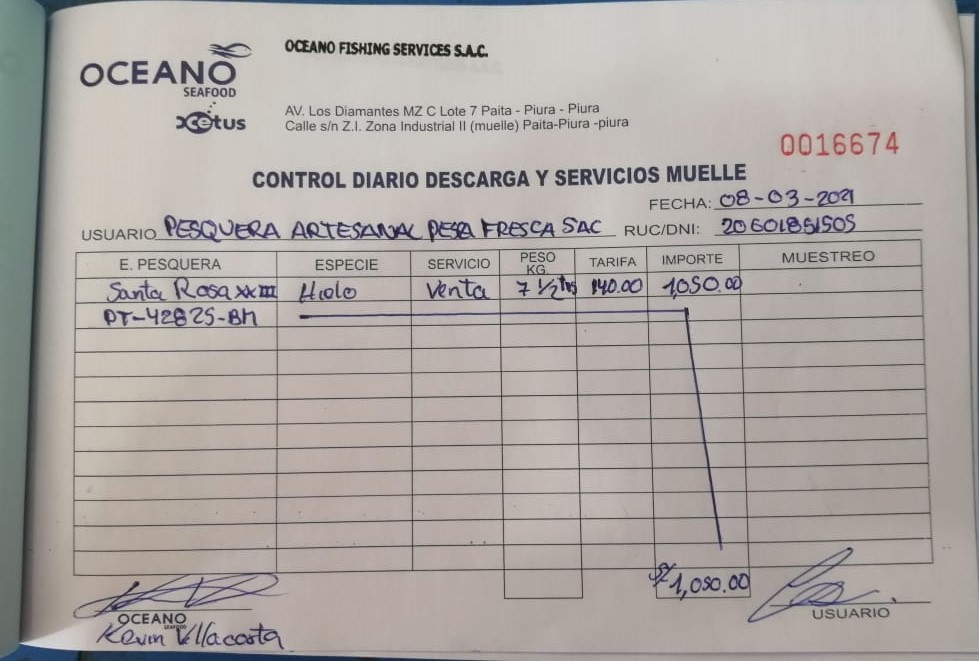 OCEANO FISHING SERVICES S.A.C.
OCEANO
SEAFOOD
xcetus
AV. Los Diamantes MZ C Lote 7 Paita - Piura - Piura
Calle s/n Z.I. Zona Industrial II (muelle) Paita-Piura -piura
0016674
CONTROL DIARIO DESCARGA Y SERVICIOS MUELLE
FECHA: 08-03-2021
USUARIO PESQUERA ARTESANAL PESCA FRESCA SAC RUC/DNI: 20601851505
E. PESQUERA ESPECIE SERVICIO PESO KG. TARIFA IMPORTE MUESTREO
Santa Rosa XXIII Hielo Venta 7 1/2 140.00 1,050.00
PT-42825-BM
S/ 1,050.00
OCEANO
SEAFOOD
USUARIO
Kevin Villacorta